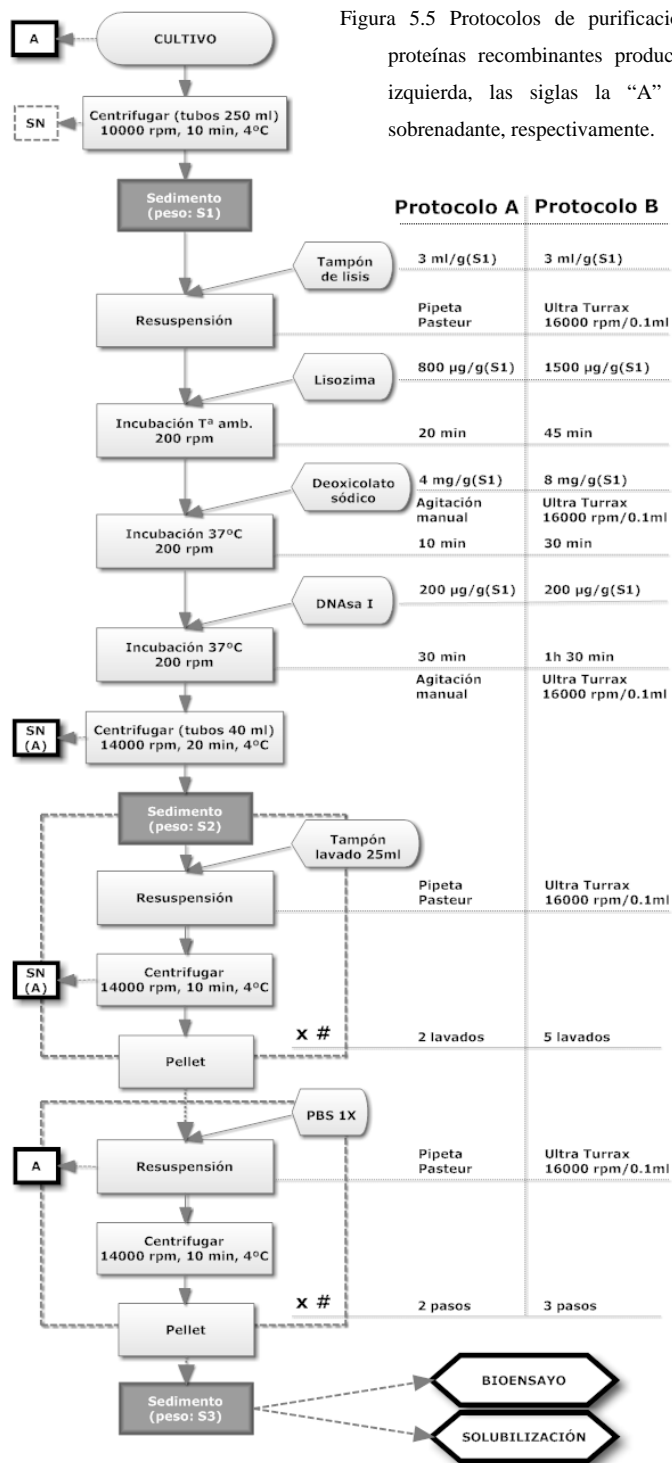 Figura 5.5 Protocolos de purificació
proteínas recombinantes produc
izquierda, las siglas la “A”
sobrenadante, respectivamente.
A
CULTIVO
SN
Centrifugar (tubos 250 ml)
10000 rpm, 10 min, 4ºC
Sedimento
(peso: S1)
Protocolo A
Protocolo B
Tampón
de lisis
3 ml/g(S1)
3 ml/g(S1)
Resuspensión
Pipeta
Pasteur
Ultra Turrax
16000 rpm/0.1ml
Lisozima
800 µg/g(S1)
1500 µg/g(S1)
Incubación Tª amb.
200 rpm
20 min
45 min
Deoxicolato
sódico
4 mg/g(S1)
8 mg/g(S1)
Agitación
manual
Ultra Turrax
16000 rpm/0.1ml
Incubación 37ºC
200 rpm
10 min
30 min
DNAsa I
200 µg/g(S1)
200 µg/g(S1)
Incubación 37ºC
200 rpm
30 min
1h 30 min
Agitación
manual
Ultra Turrax
16000 rpm/0.1ml
SN
(A)
Centrifugar (tubos 40 ml)
14000 rpm, 20 min, 4ºC
Sedimento
(peso: S2)
Tampón
lavado 25ml
Resuspensión
Pipeta
Pasteur
Ultra Turrax
16000 rpm/0.1ml
SN
(A)
Centrifugar
14000 rpm, 10 min, 4ºC
x #
2 lavados
5 lavados
Pellet
PBS 1X
A
Resuspensión
Pipeta
Pasteur
Ultra Turrax
16000 rpm/0.1ml
Centrifugar
14000 rpm, 10 min, 4ºC
x #
2 pasos
3 pasos
Pellet
Sedimento
(peso: S3)
BIOENSAYO
SOLUBILIZACIÓN